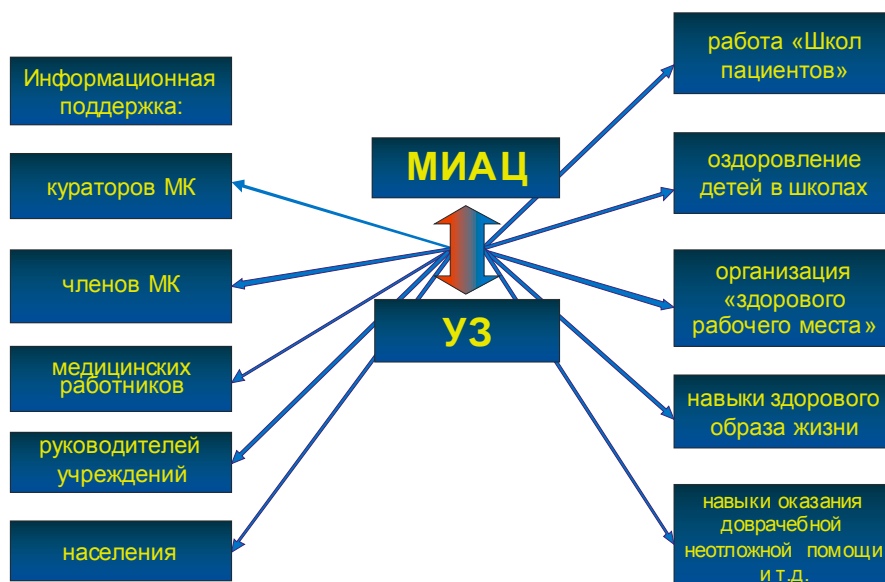 Информационная
поддержка:
кураторов МК
членов МК
медицинских
работников
руководителей
учреждений
населения
МИАЦ
УЗ
работа «Школ
пациентов»
оздоровление
детей в школах
организация
«здорового
рабочего места»
навыки здорового
образа жизни
навыки оказания
доврачебной
неотложной помощи
и т.д.